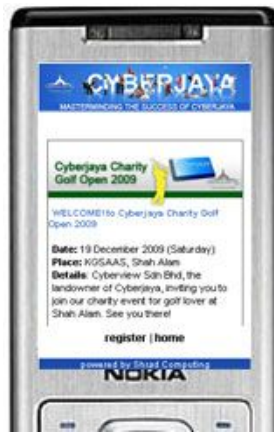 CYBERJAYA
MASTERMINDING THE SUCCESS OF CYBERJAYA
Cyberjaya Charity
Golf Open 2009
WELCOME! to Cyberjaya Charity Golf
Open 2009
Date: 19 December 2009 (Saturday)
Place: KGSAAS, Shah Alam
Details: Cyberview Sdn Bhd, the
landowner of Cyberjaya, inviting you to
join our charity event for golf lover at
Shah Alam. See you there!
register | home
powered by Shrad Computing
NOKIA